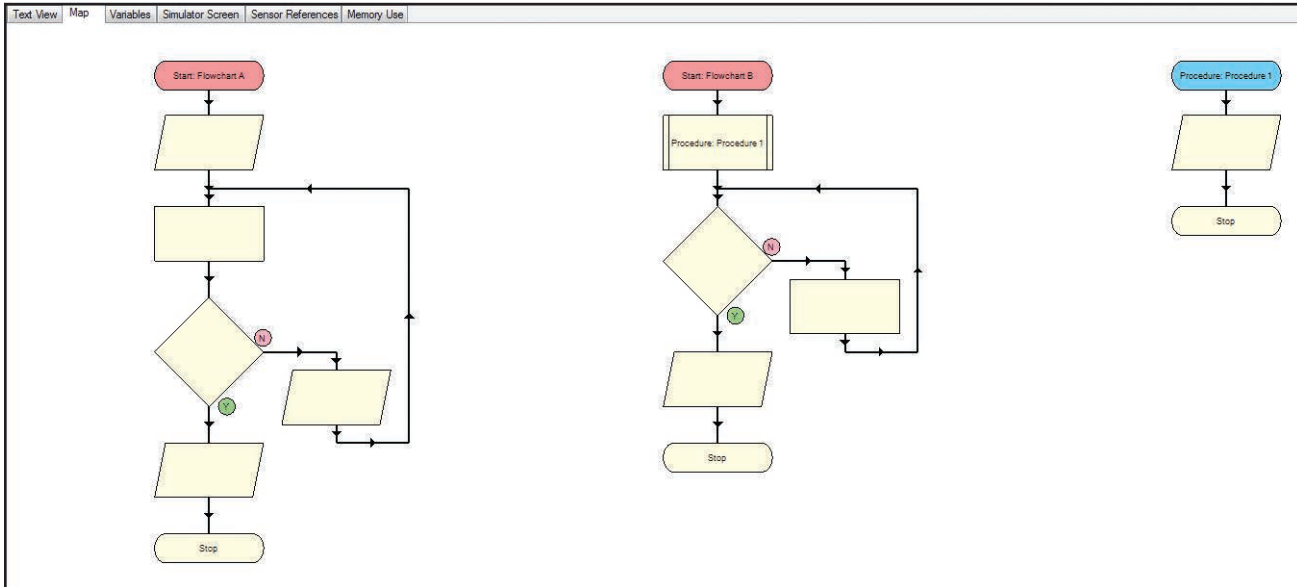 Text View Map Variables Simulator Screen Sensor References Memory Use
Start: Flowchart A
N
Y
Stop
Start: Flowchart B
Procedure: Procedure 1
N
Y
Stop
Procedure: Procedure 1
Stop